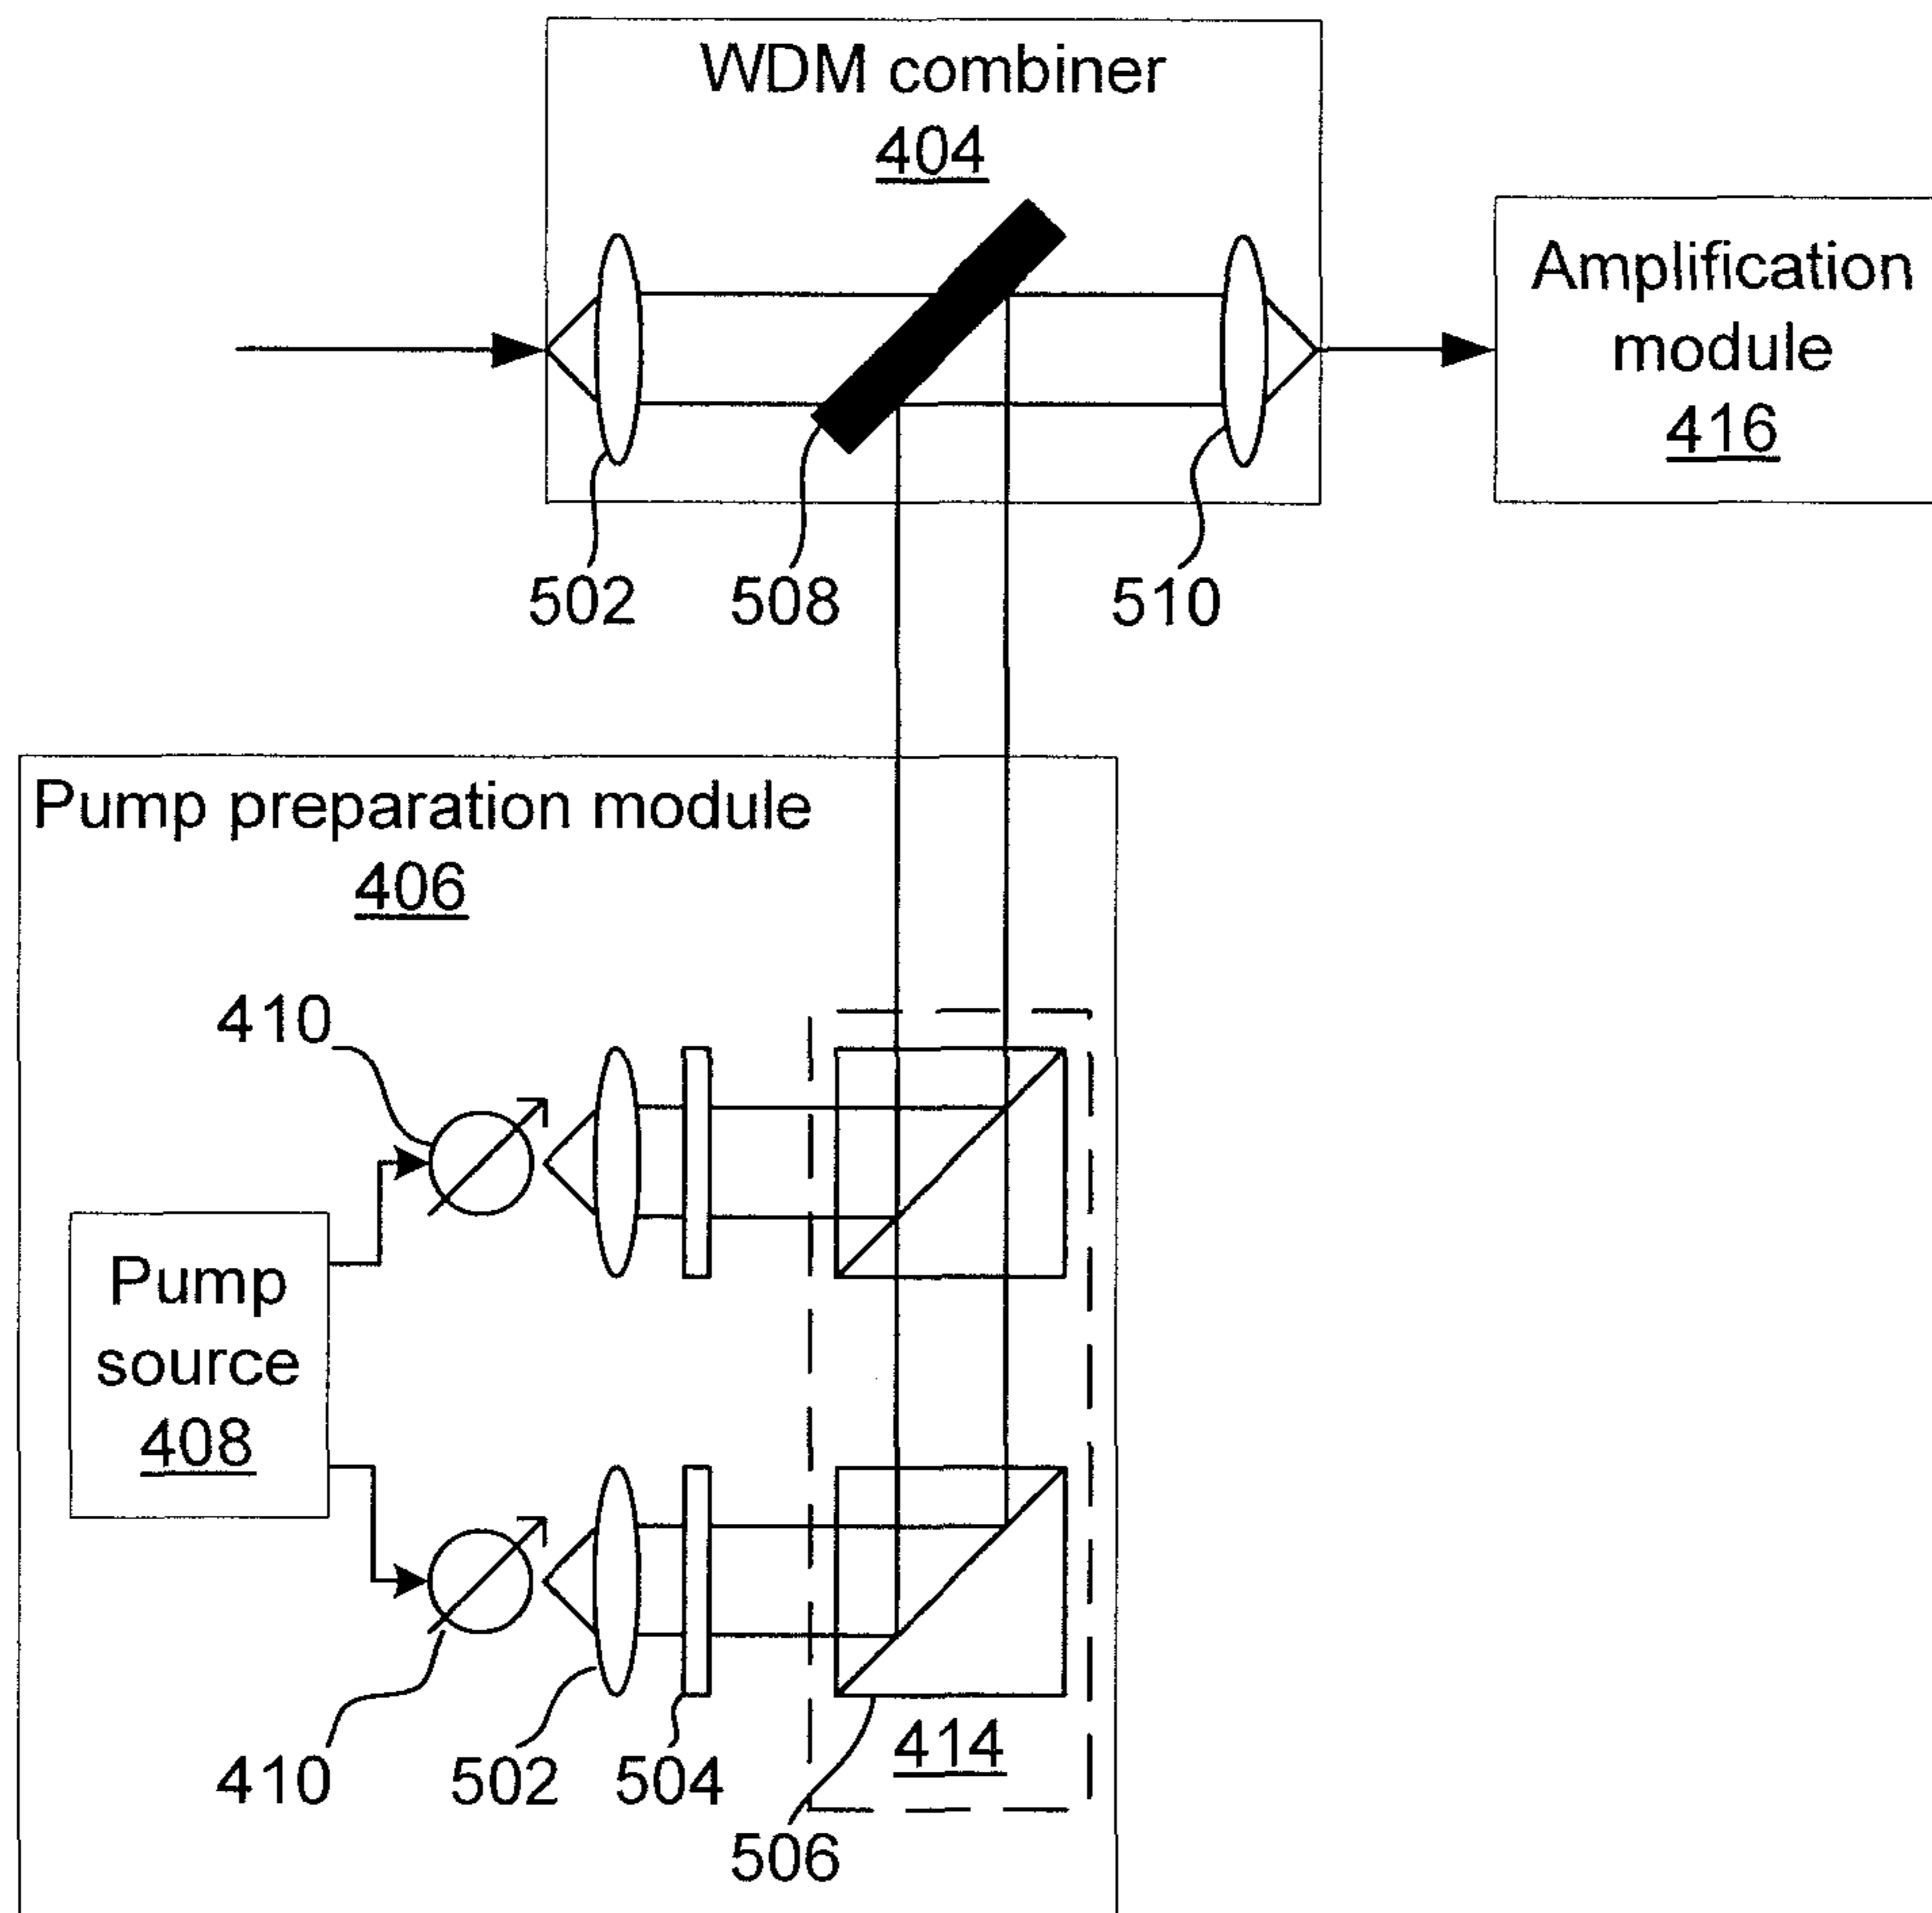 WDM combiner
404
Amplification
module
416
502
508
510
Pump preparation module
406
410
Pump
source
408
410
502
504
414
506